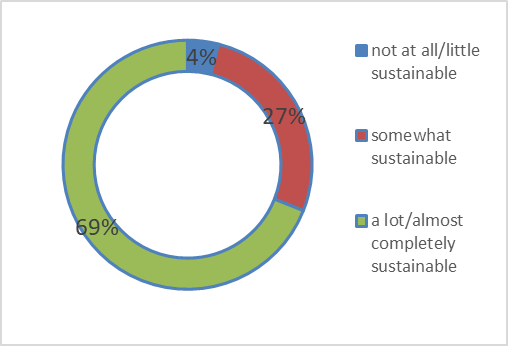 4%
27%
69%
not at all/little
sustainable
somewhat
sustainable
a lot/almost
completely
sustainable